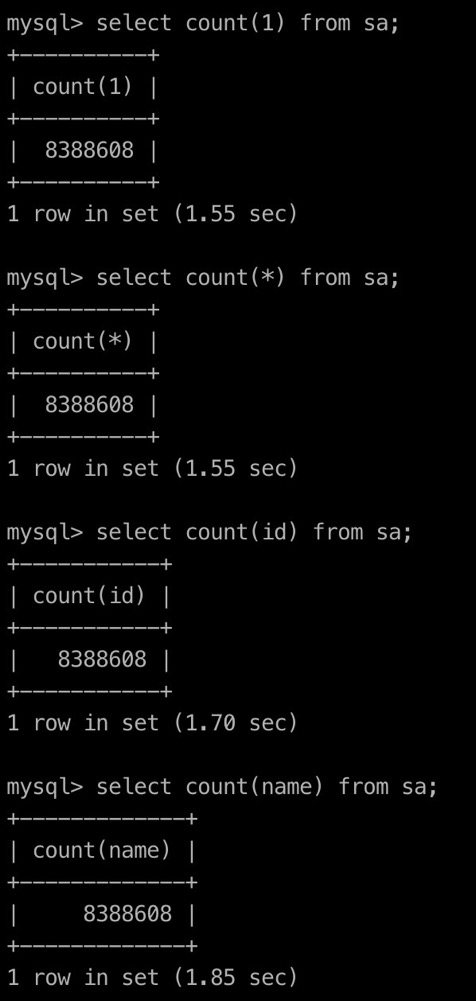 mysql> select count(1) from sa;
+----------+
| count(1) |
+----------+
|  8388608 |
+----------+
1 row in set (1.55 sec)

mysql> select count(*) from sa;
+----------+
| count(*) |
+----------+
|  8388608 |
+----------+
1 row in set (1.55 sec)

mysql> select count(id) from sa;
+-----------+
| count(id) |
+-----------+
|   8388608 |
+-----------+
1 row in set (1.70 sec)

mysql> select count(name) from sa;
+-------------+
| count(name) |
+-------------+
|     8388608 |
+-------------+
1 row in set (1.85 sec)